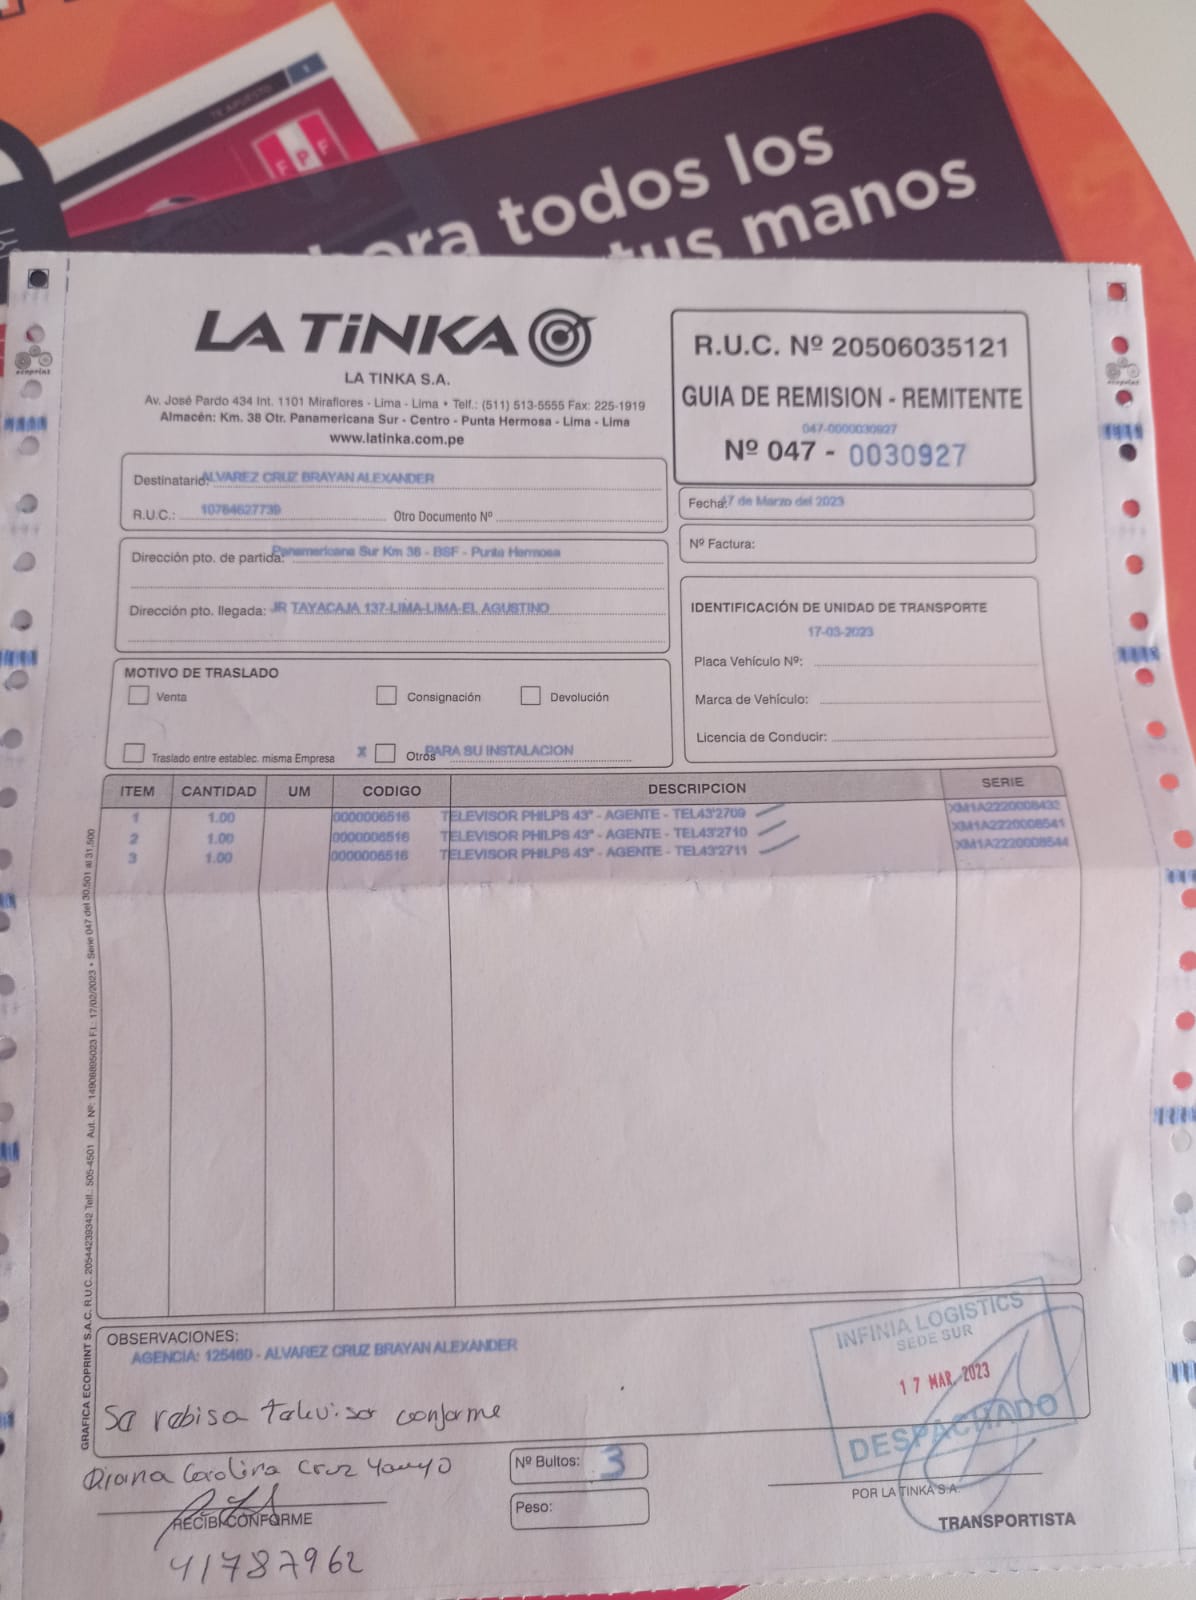 TE APUESTO
FPF
ora todos los
tus manos
ecoprint
ecoprint
LA TiNKA
LA TINKA S.A.
Av. José Pardo 434 Int. 1101 Miraflores - Lima - Lima • Telf.: (511) 513-5555 Fax: 225-1919
Almacén: Km. 38 Otr. Panamericana Sur - Centro - Punta Hermosa - Lima - Lima
www.latinka.com.pe
R.U.C. Nº 20506035121
GUIA DE REMISION - REMITENTE
047-0000030927
Nº 047 - 0030927
Destinatario: ALVAREZ CRUZ BRAYAN ALEXANDER
R.U.C.: 10784627739 Otro Documento Nº
Fecha: 17 de Marzo del 2023
Nº Factura:
Dirección pto. de partida: Panamericana Sur Km 38 - BSF - Punta Hermosa
Dirección pto. llegada: JR TAYACAJA 137-LIMA-LIMA-EL AGUSTINO
IDENTIFICACIÓN DE UNIDAD DE TRANSPORTE
17-03-2023
Placa Vehículo Nº:
Marca de Vehículo:
Licencia de Conducir:
MOTIVO DE TRASLADO
Venta Consignación Devolución
Traslado entre establec. misma Empresa X Otros PARA SU INSTALACION
ITEM CANTIDAD UM CODIGO DESCRIPCION SERIE
1 1.00 0000006516 TELEVISOR PHILPS 43" - AGENTE - TEL43'2709 XM1A2220008432
2 1.00 0000006516 TELEVISOR PHILPS 43" - AGENTE - TEL43'2710 XM1A2220008541
3 1.00 0000006516 TELEVISOR PHILPS 43" - AGENTE - TEL43'2711 XM1A2220008544
GRAFICA ECOPRINT S.A.C. R.U.C. 20544239342 Telf.: 505-4501 Aut. Nº: 14908895023 F.I.: 17/02/2023 • Serie 047 del 30,501 al 31,500
OBSERVACIONES:
AGENCIA: 125460 - ALVAREZ CRUZ BRAYAN ALEXANDER
Se rebisa televisor conforme
INFINIA LOGISTICS
SEDE SUR
17 MAR. 2023
DESPACHADO
Diana Carolina Cruz
RECIBI CONFORME
41787962
Nº Bultos: 3
Peso:
POR LA TINKA S.A.
TRANSPORTISTA